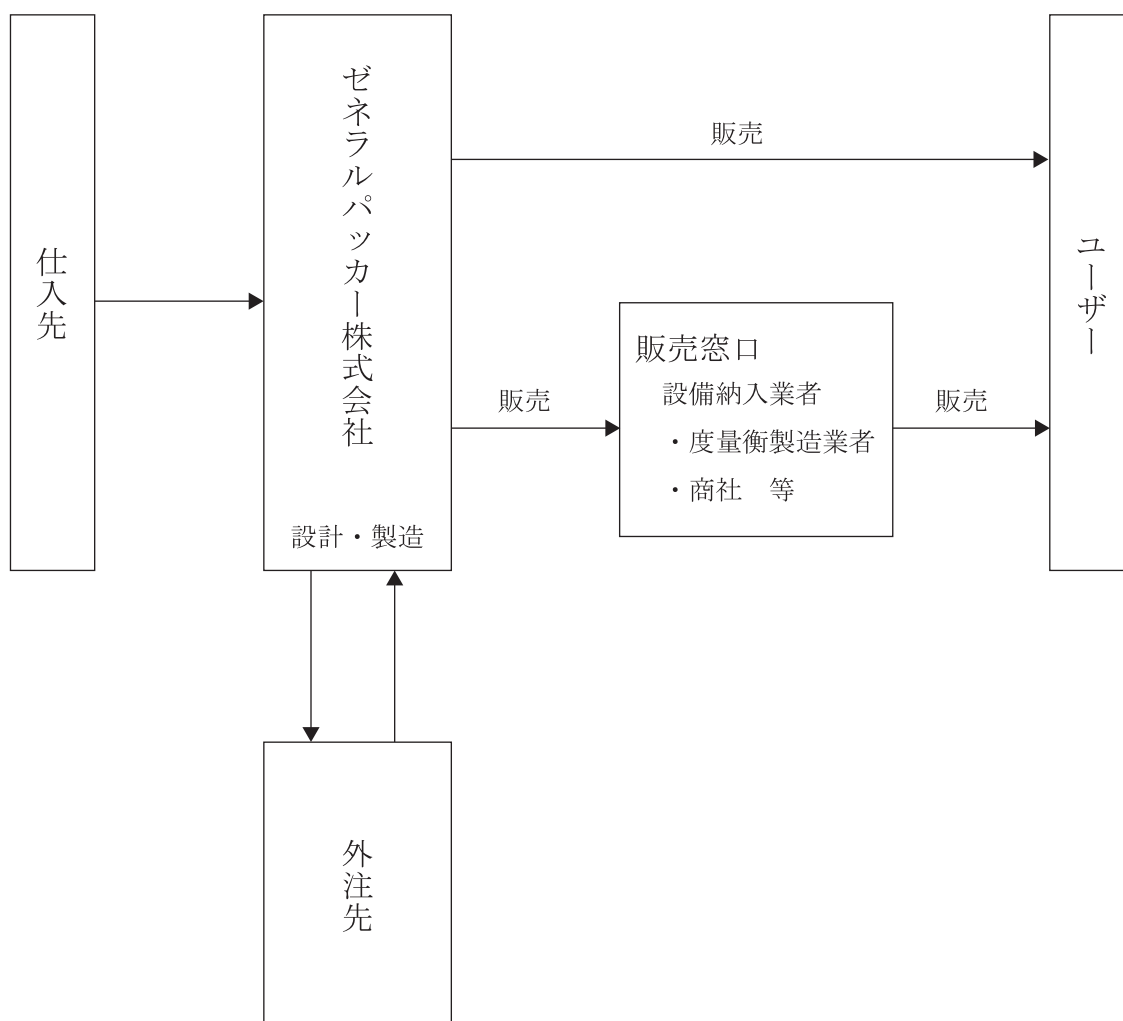 仕入先
ゼネラルパッカー株式会社
設計・製造
販売
販売
販売窓口
設備納入業者
・度量衡製造業者
・商社　等
販売
ユーザー
外注先